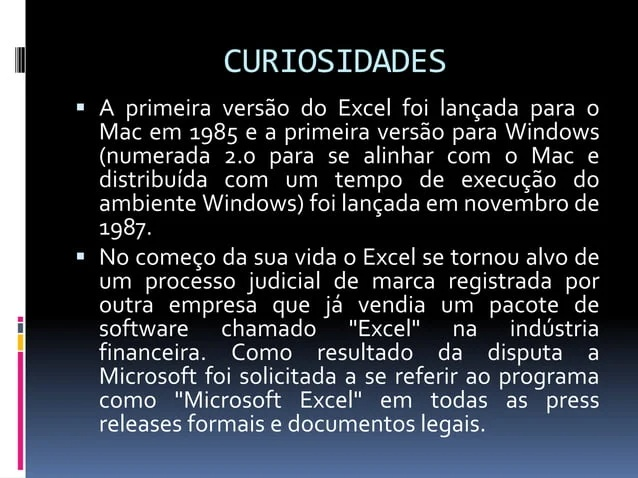 CURIOSIDADES
A primeira versão do Excel foi lançada para o
Mac em 1985 e a primeira versão para Windows
(numerada 2.0 para se alinhar com o Mac e
distribuída com um tempo de execução do
ambiente Windows) foi lançada em novembro de
1987.
No começo da sua vida o Excel se tornou alvo de
um processo judicial de marca registrada por
outra empresa que já vendia um pacote de
software chamado "Excel" na indústria
financeira. Como resultado da disputa a
Microsoft foi solicitada a se referir ao programa
como "Microsoft Excel" em todas as press
releases formais e documentos legais.